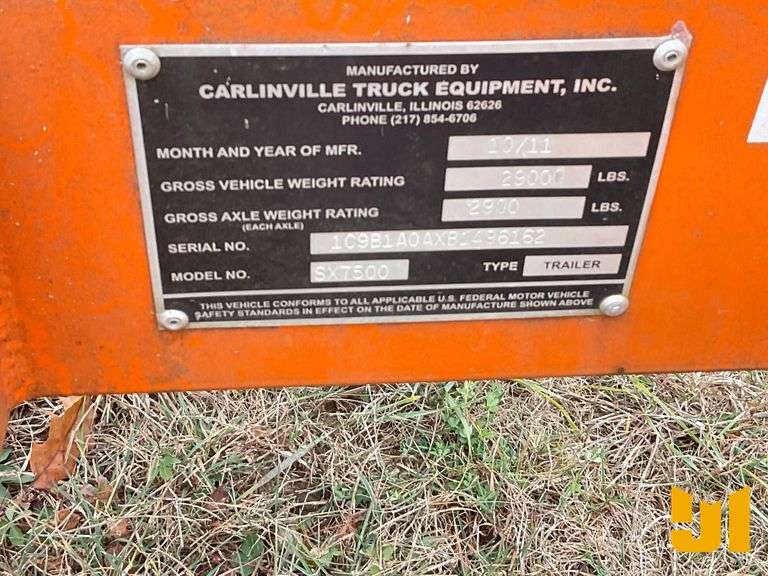 MANUFACTURED BY
CARLINVILLE TRUCK EQUIPMENT, INC.
CARLINVILLE, ILLINOIS 62626
PHONE (217) 854-6706
MONTH AND YEAR OF MFR. 10/11
GROSS VEHICLE WEIGHT RATING 29000 LBS.
GROSS AXLE WEIGHT RATING 2900 LBS.
(EACH AXLE)
SERIAL NO. 1C9B1A0AXB1496162
MODEL NO. SX7500 TYPE TRAILER
THIS VEHICLE CONFORMS TO ALL APPLICABLE U.S. FEDERAL MOTOR VEHICLE
SAFETY STANDARDS IN EFFECT ON THE DATE OF MANUFACTURE SHOWN ABOVE